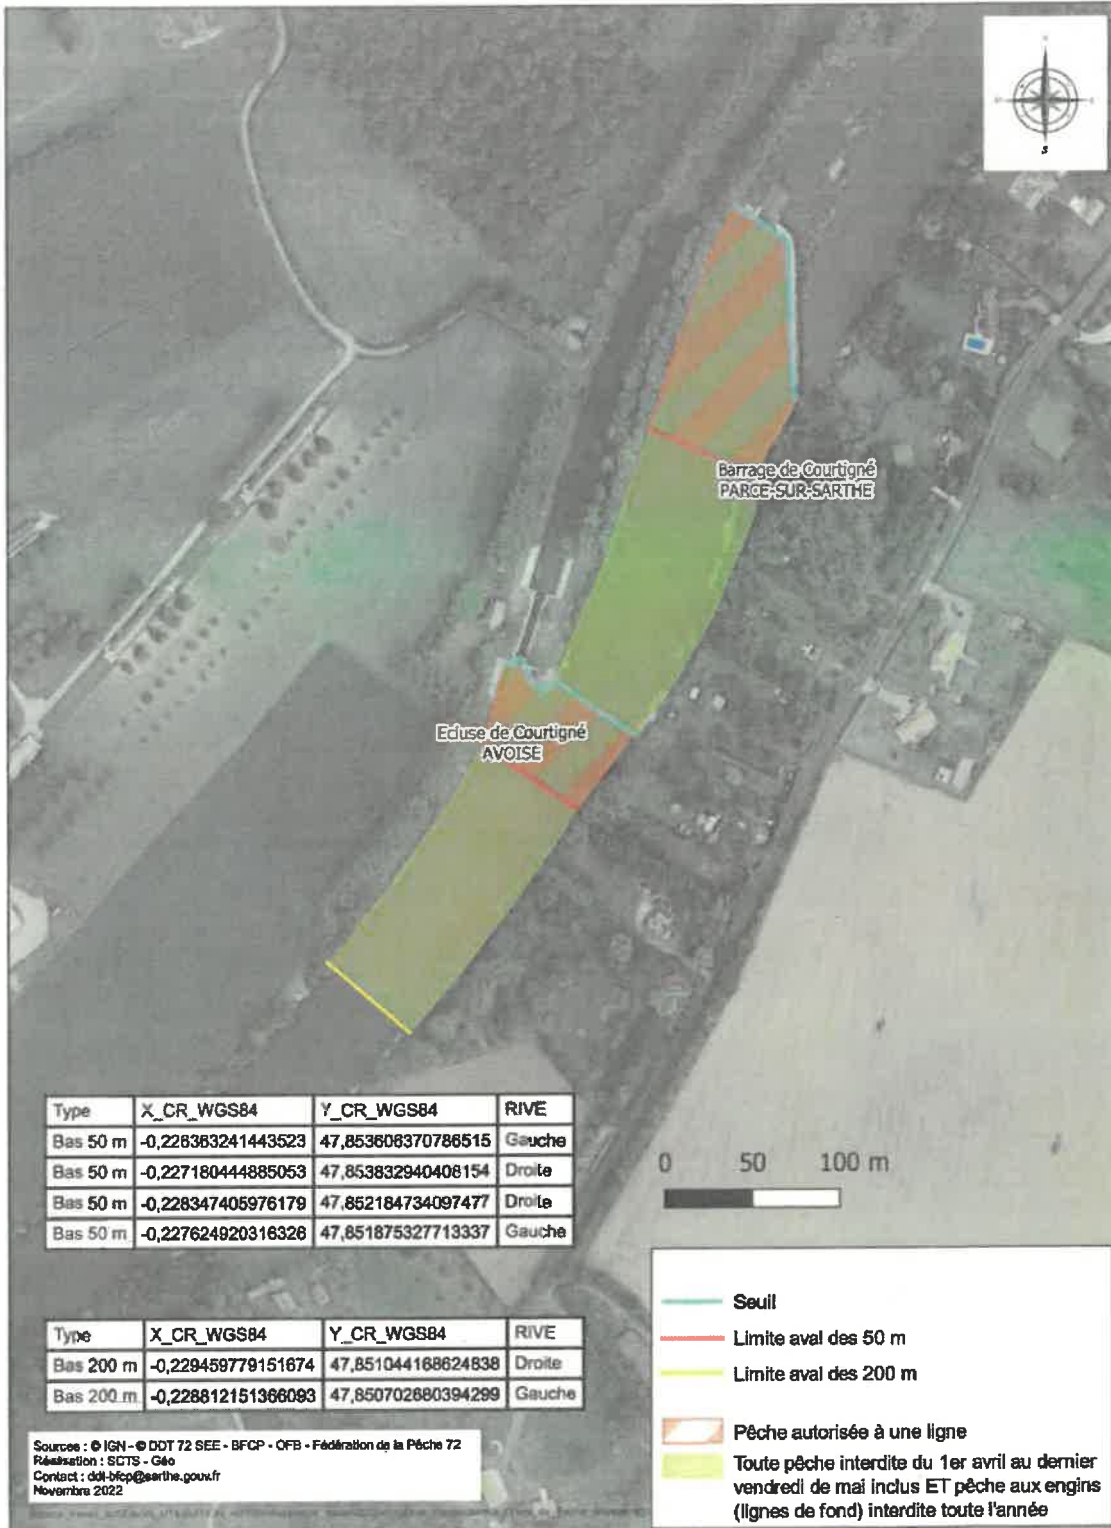 S
Barrage de Courtigné
PARCE-SUR-SARTHE
Ecluse de Courtigné
AVOISE
Type X_CR_WGS84 Y_CR_WGS84 RIVE
Bas 50 m -0,226363241443523 47,853606370786515 Gauche
Bas 50 m -0,227180444885053 47,853832940408154 Droite
Bas 50 m -0,228347405976179 47,852184734097477 Droite
Bas 50 m -0,227624920316326 47,851875327713337 Gauche
0 50 100 m
Type X_CR_WGS84 Y_CR_WGS84 RIVE
Bas 200 m -0,229459779151674 47,851044168624838 Droite
Bas 200 m -0,228812151366093 47,850702680394299 Gauche
Seuil
Limite aval des 50 m
Limite aval des 200 m
Pêche autorisée à une ligne
Toute pêche interdite du 1er avril au dernier
vendredi de mai inclus ET pêche aux engins
(lignes de fond) interdite toute l'année
Sources : © IGN - © DDT 72 SEE - BFCP - OFB - Fédération de la Pêche 72
Réalisation : SCTS - Géo
Contact : ddt-bfcp@sarthe.gouv.fr
Novembre 2022